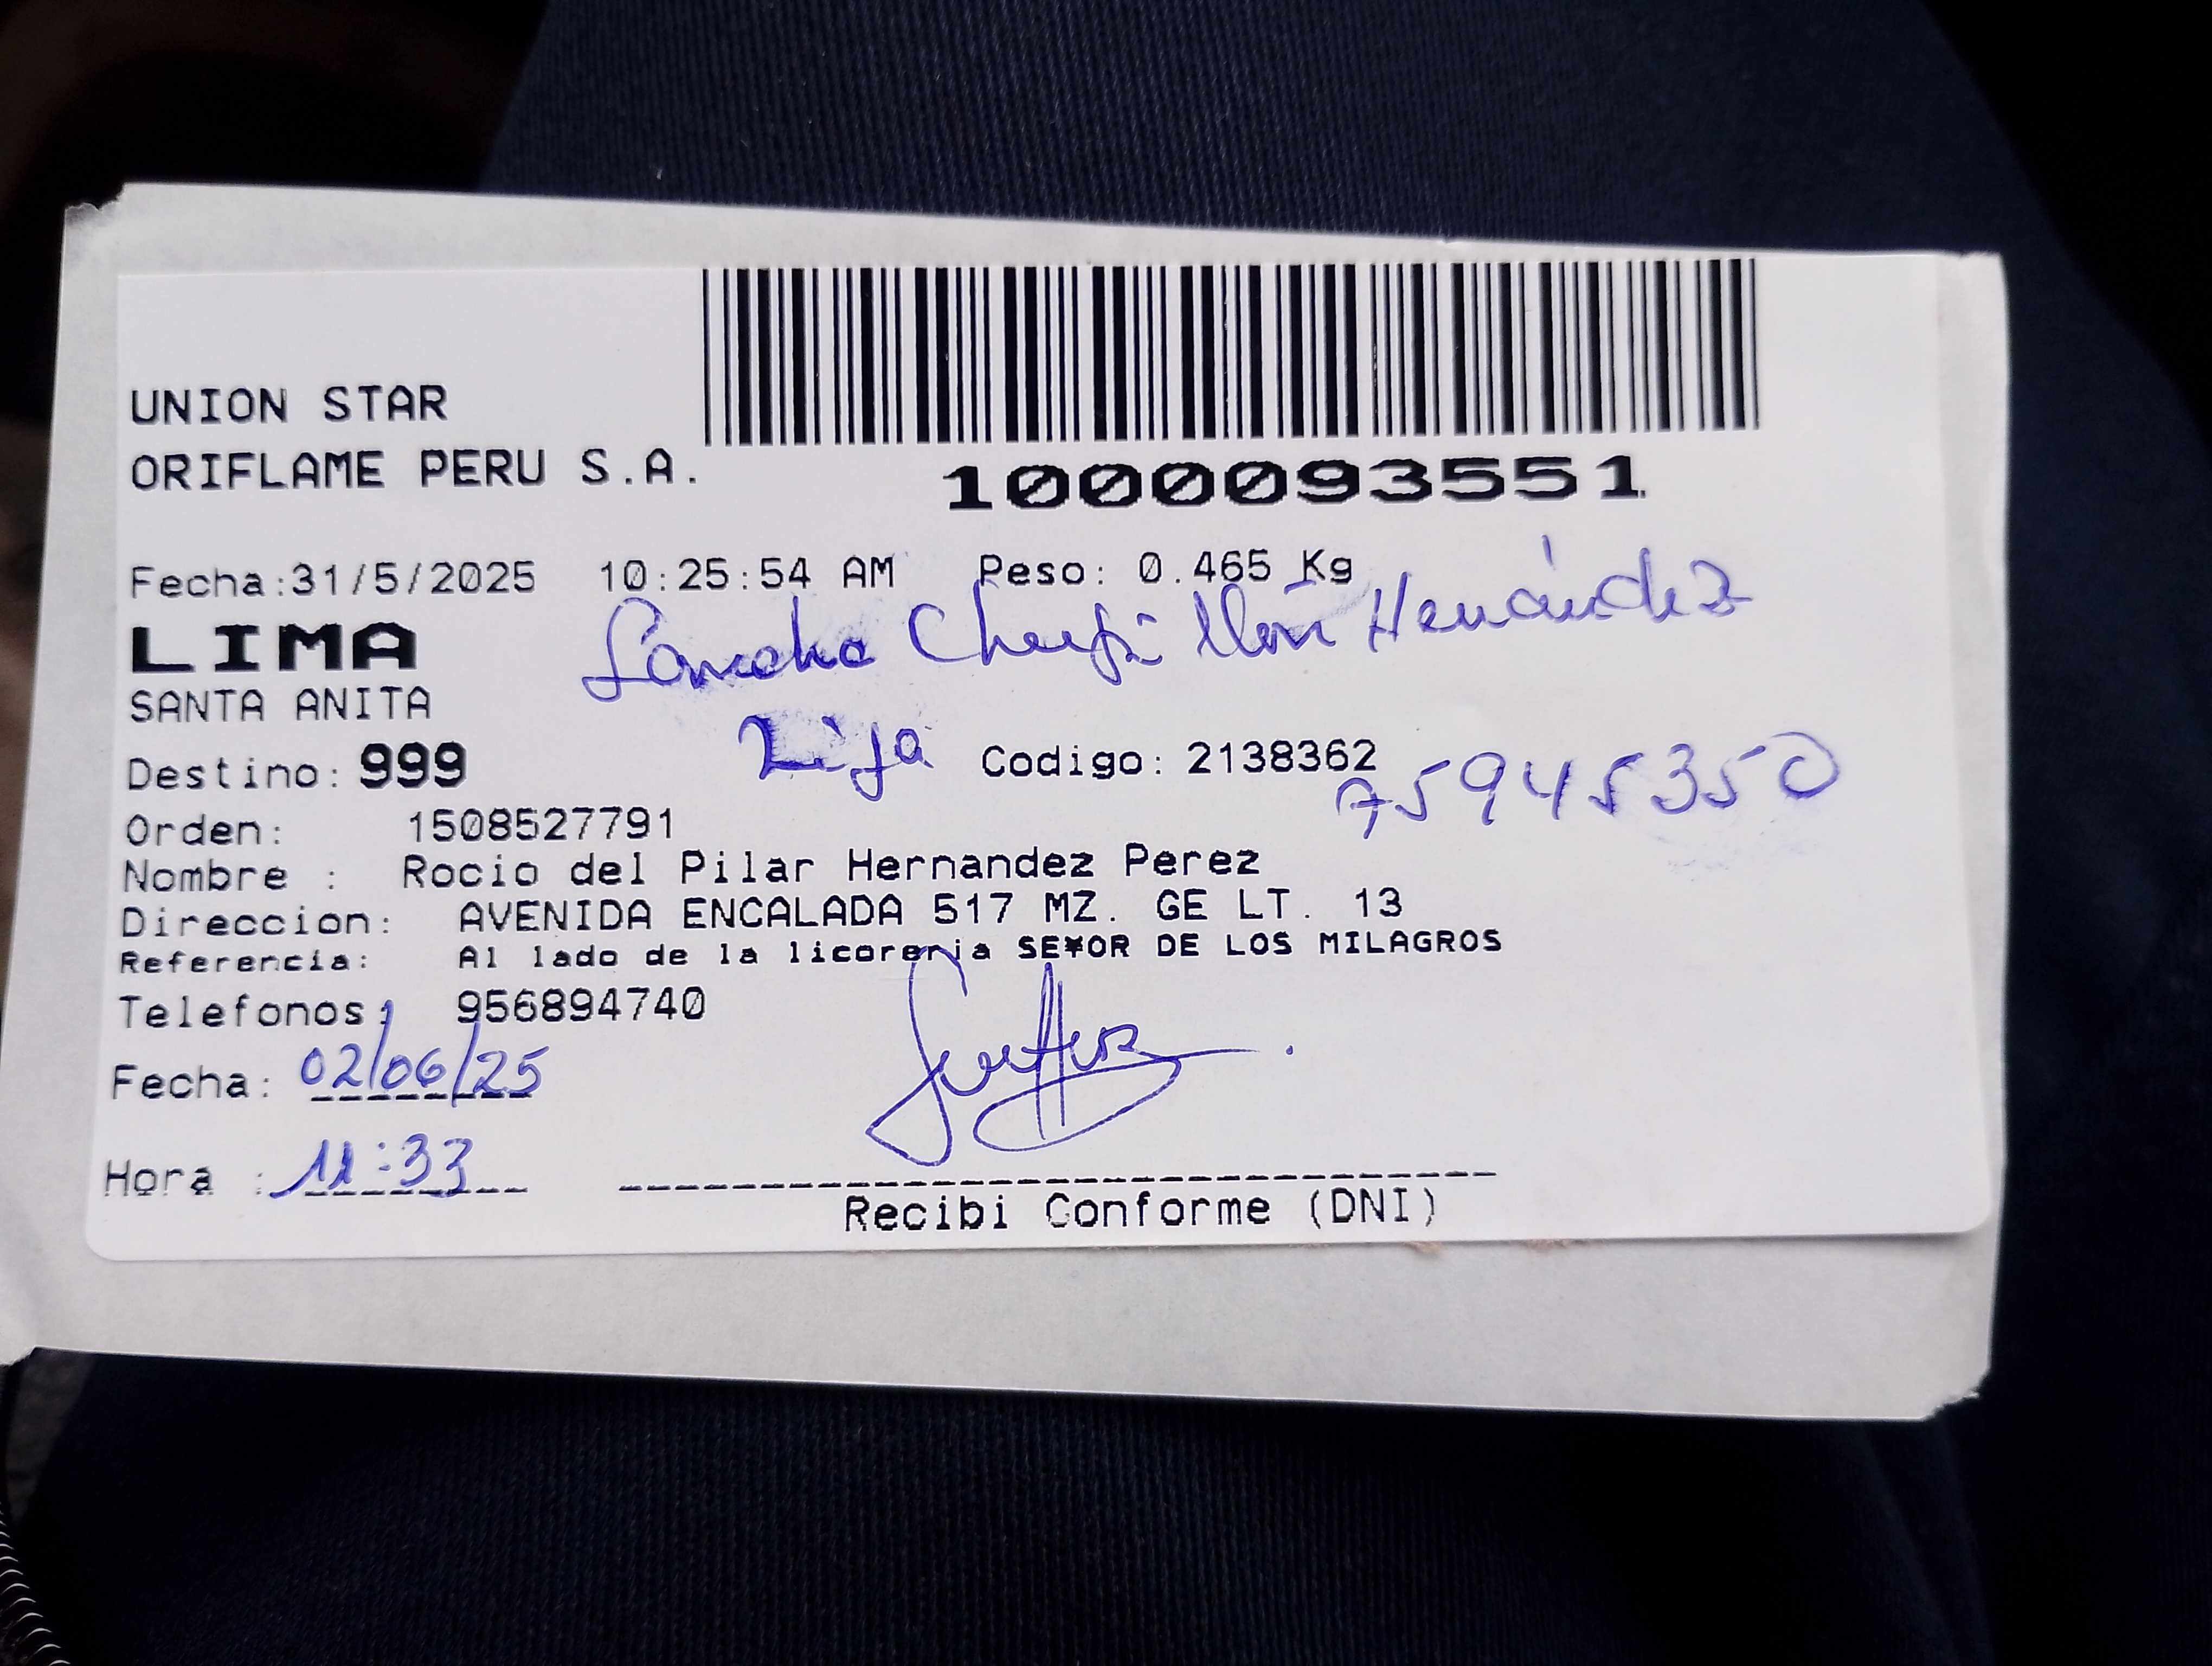 UNION STAR
ORIFLAME PERU S.A.
1000093551
Fecha:31/5/2025 10:25:54 AM Peso: 0.465 Kg
LIMA
Hernández
SANTA ANITA
Destino: 999
Hija Codigo: 2138362
75945350
Orden: 1508527791
Nombre : Rocio del Pilar Hernandez Perez
Direccion: AVENIDA ENCALADA 517 MZ. GE LT. 13
Referencia: Al lado de la licoreria SE¥OR DE LOS MILAGROS
Telefonos: 956894740
Fecha: 02/06/25
Hora : 11:33
Recibi Conforme (DNI)